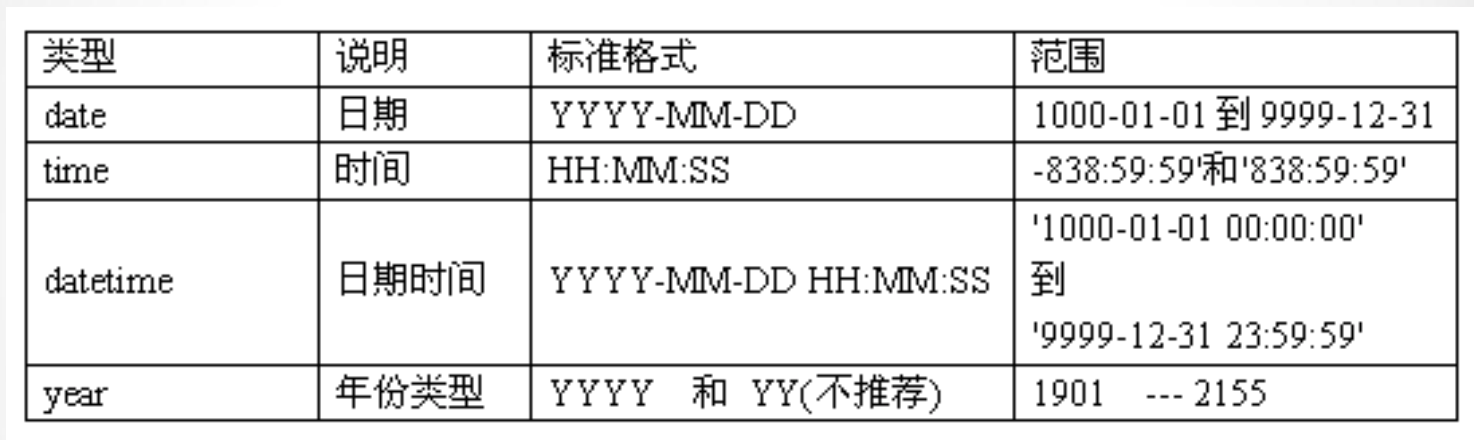 类型 说明 标准格式 范围
date 日期 YYYY-MM-DD 1000-01-01 到 9999-12-31
time 时间 HH:MM:SS -838:59:59'和'838:59:59'
datetime 日期时间 YYYY-MM-DD HH:MM:SS '1000-01-01 00:00:00'
到
'9999-12-31 23:59:59'
year 年份类型 YYYY 和 YY(不推荐) 1901 --- 2155